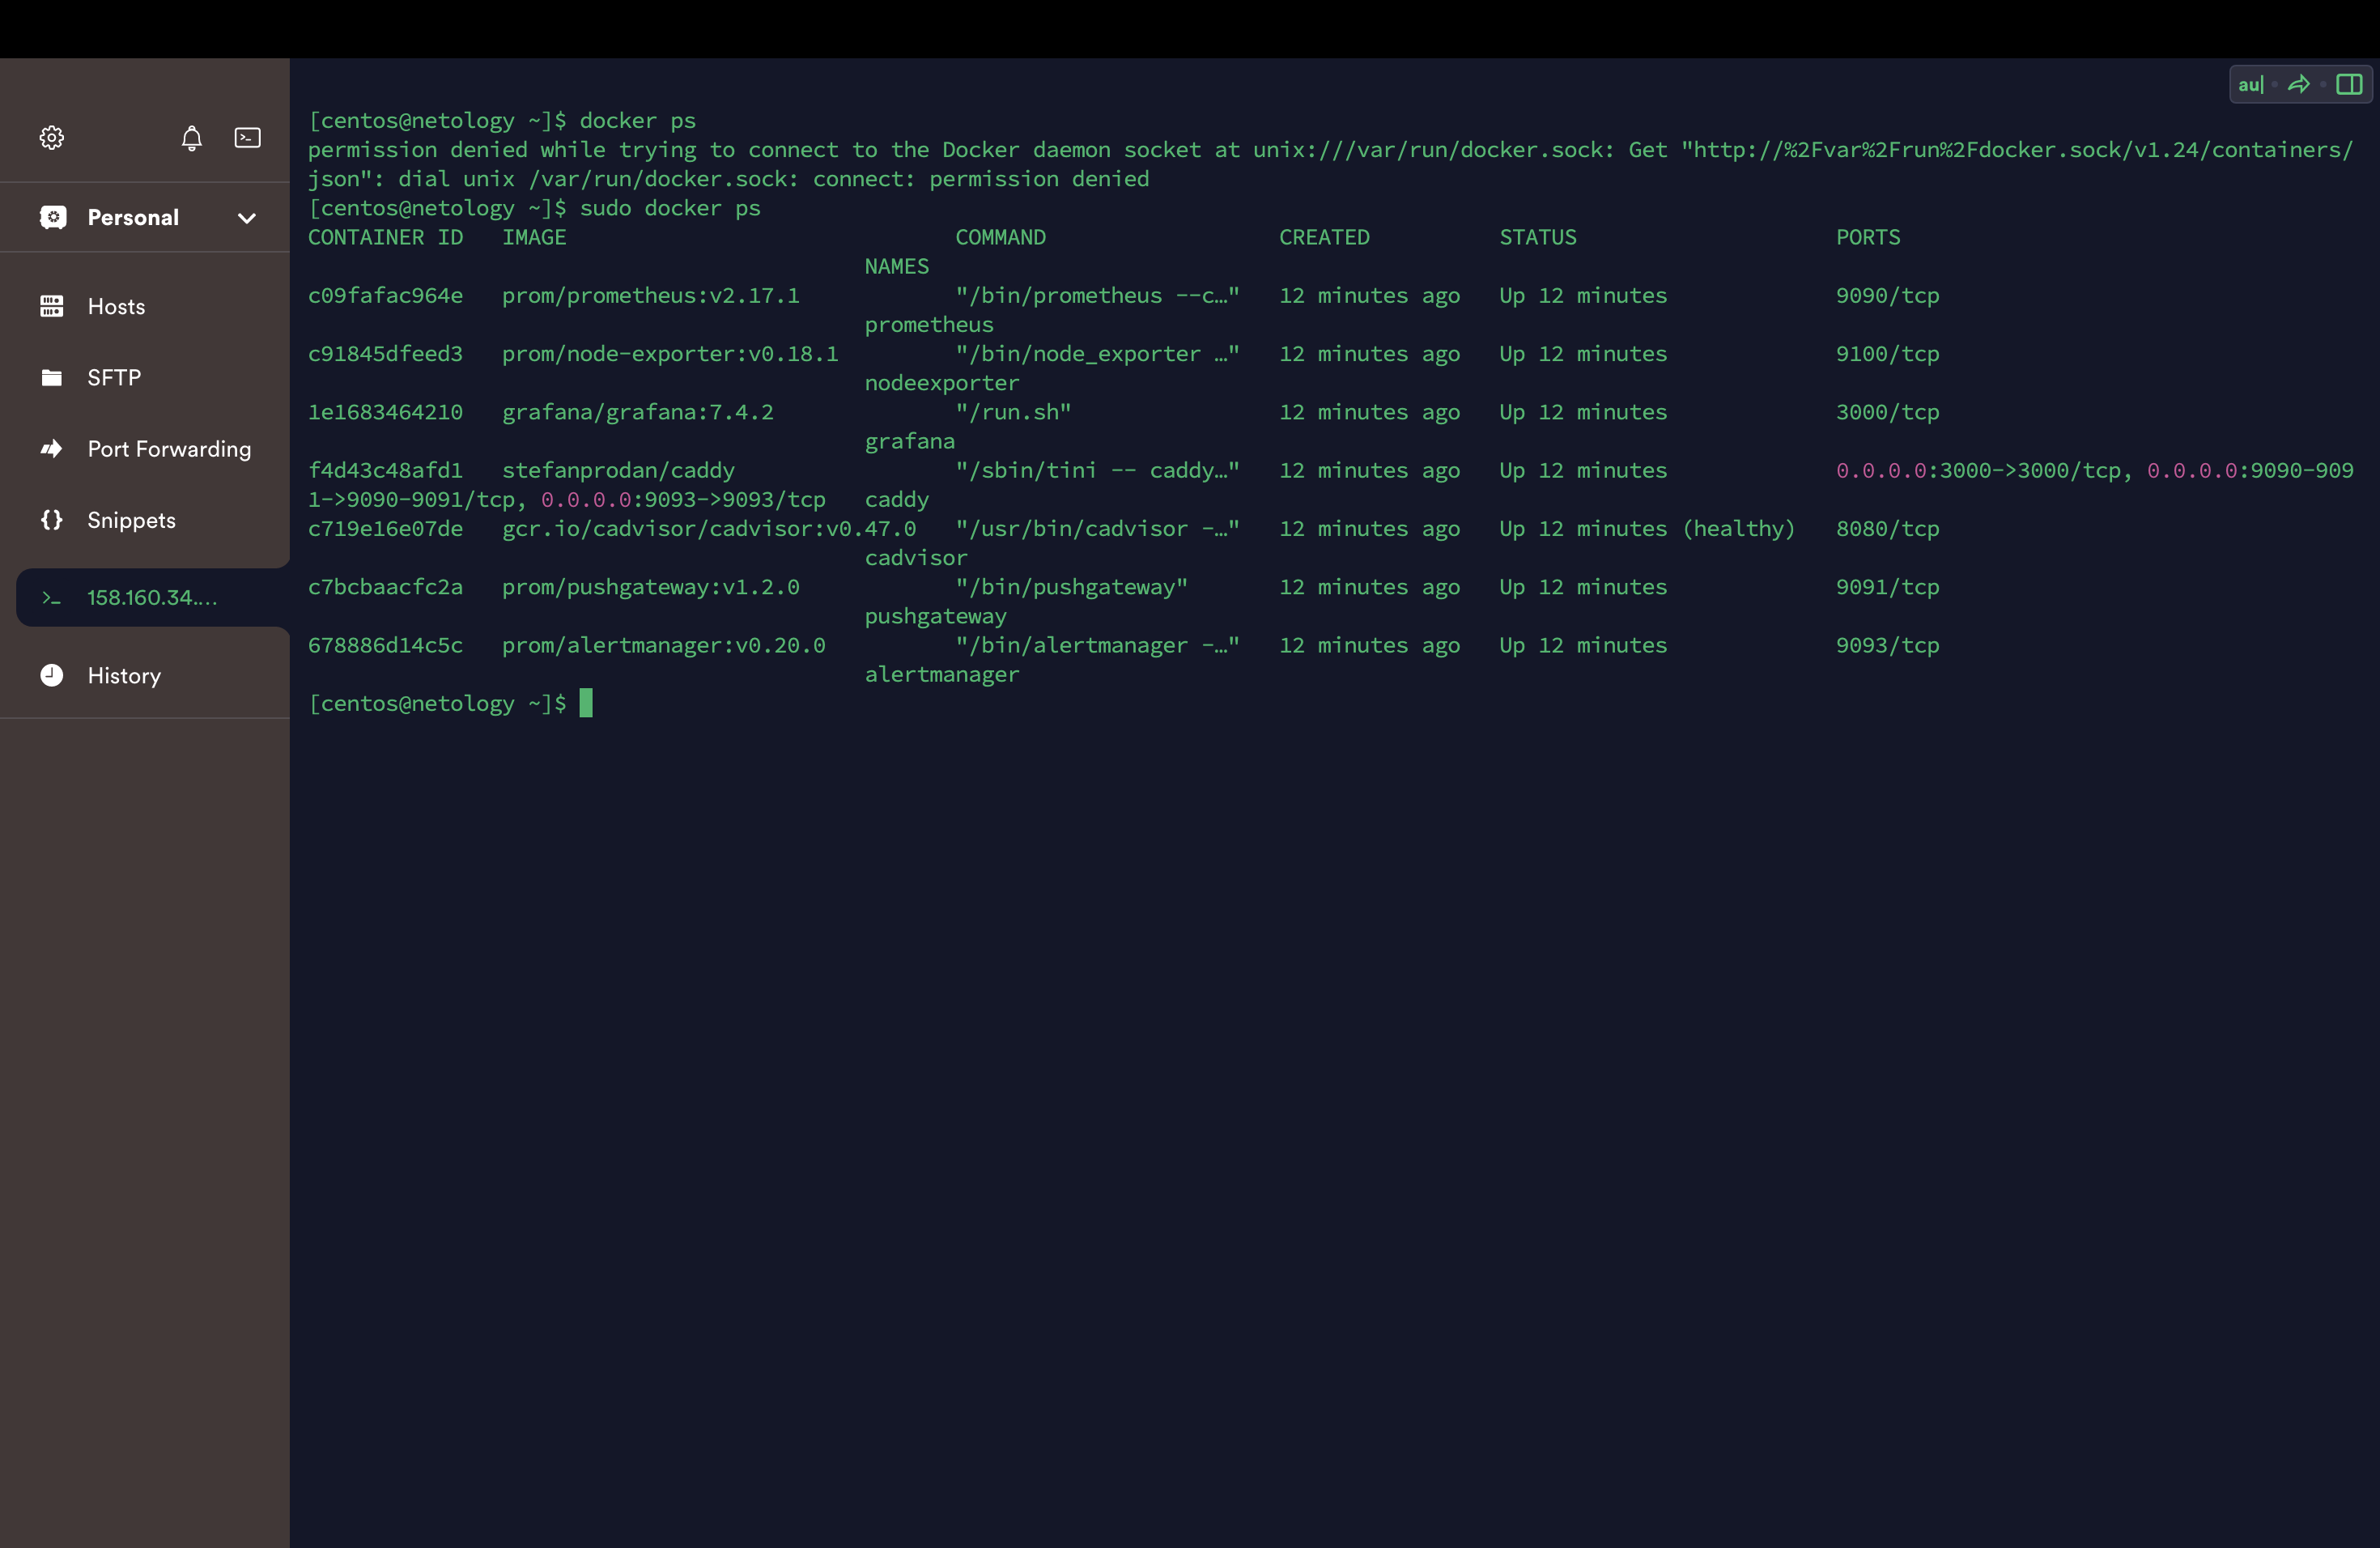 au|
[centos@netology ~]$ docker ps
permission denied while trying to connect to the Docker daemon socket at unix:///var/run/docker.sock: Get "http://%2Fvar%2Frun%2Fdocker.sock/v1.24/containers/
json": dial unix /var/run/docker.sock: connect: permission denied
[centos@netology ~]$ sudo docker ps
CONTAINER ID   IMAGE                              COMMAND                  CREATED          STATUS                    PORTS
                                           NAMES
c09fafac964e   prom/prometheus:v2.17.1            "/bin/prometheus --c…"   12 minutes ago   Up 12 minutes             9090/tcp
                                           prometheus
c91845dfeed3   prom/node-exporter:v0.18.1         "/bin/node_exporter …"   12 minutes ago   Up 12 minutes             9100/tcp
                                           nodeexporter
1e1683464210   grafana/grafana:7.4.2              "/run.sh"                12 minutes ago   Up 12 minutes             3000/tcp
                                           grafana
f4d43c48afd1   stefanprodan/caddy                 "/sbin/tini -- caddy…"   12 minutes ago   Up 12 minutes             0.0.0.0:3000->3000/tcp, 0.0.0.0:9090-909
1->9090-9091/tcp, 0.0.0.0:9093->9093/tcp   caddy
c719e16e07de   gcr.io/cadvisor/cadvisor:v0.47.0   "/usr/bin/cadvisor -…"   12 minutes ago   Up 12 minutes (healthy)   8080/tcp
                                           cadvisor
c7bcbaacfc2a   prom/pushgateway:v1.2.0            "/bin/pushgateway"       12 minutes ago   Up 12 minutes             9091/tcp
                                           pushgateway
678886d14c5c   prom/alertmanager:v0.20.0          "/bin/alertmanager -…"   12 minutes ago   Up 12 minutes             9093/tcp
                                           alertmanager
[centos@netology ~]$
Personal
Hosts
SFTP
Port Forwarding
Snippets
158.160.34....
History